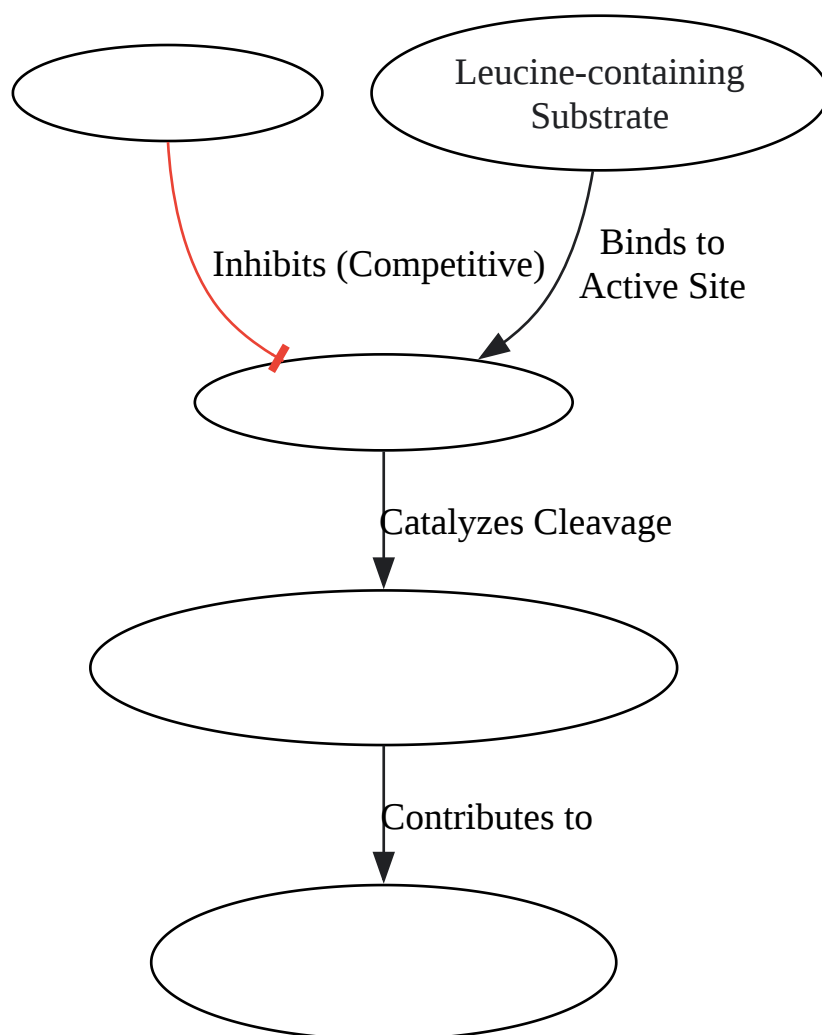 Leucine-containing
Substrate
Inhibits (Competitive)
Binds to
Active Site
Catalyzes Cleavage
Contributes to